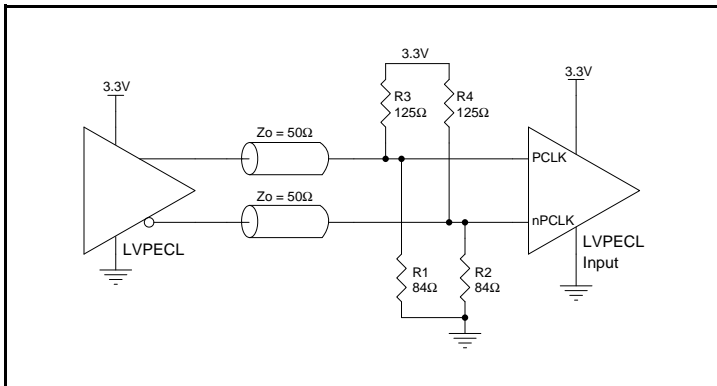 3.3V
3.3V
3.3V
R3
125Ω
R4
125Ω
Zo = 50Ω
PCLK
Zo = 50Ω
nPCLK
LVPECL
LVPECL
Input
R1
84Ω
R2
84Ω